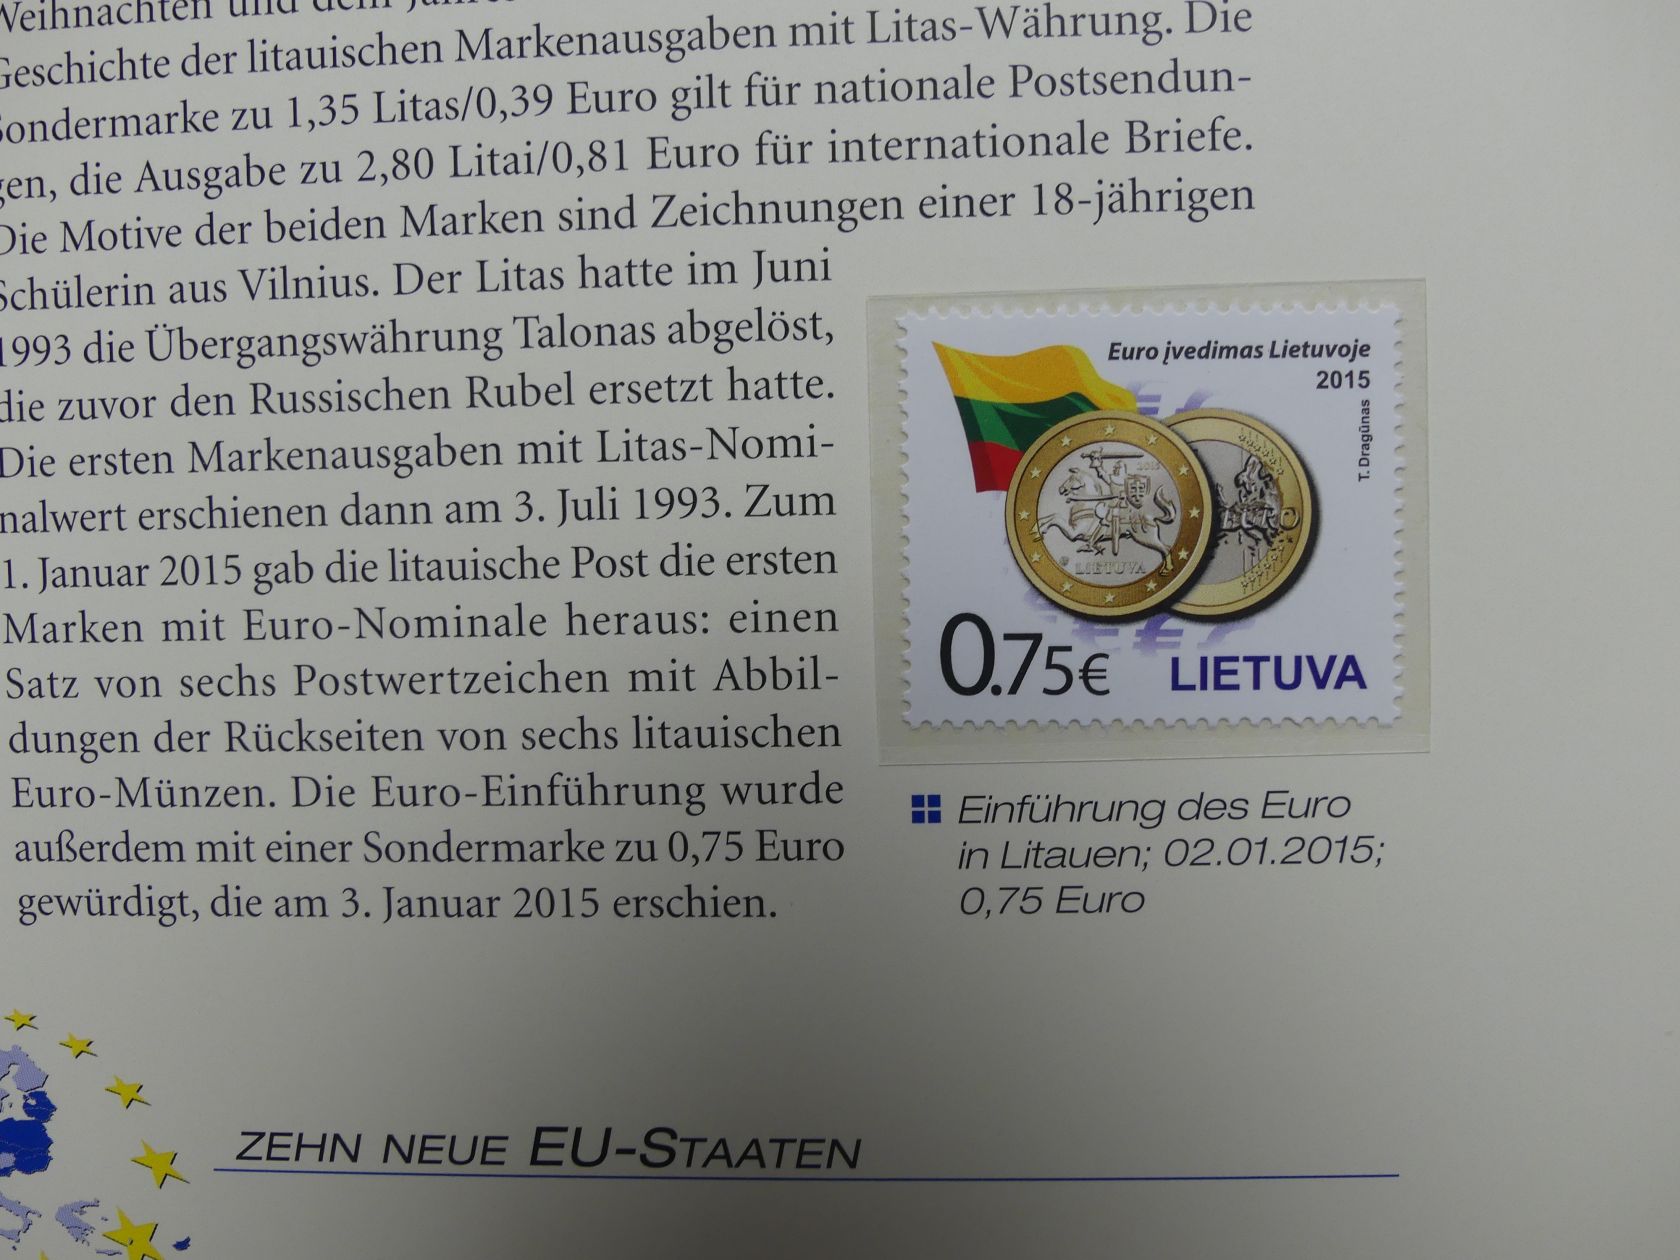 Weihnachten und dem
Geschichte der litauischen Markenausgaben mit Litas-Währung. Die
Sondermarke zu 1,35 Litas/0,39 Euro gilt für nationale Postsendun-
gen, die Ausgabe zu 2,80 Litai/0,81 Euro für internationale Briefe.
Die Motive der beiden Marken sind Zeichnungen einer 18-jährigen
Schülerin aus Vilnius. Der Litas hatte im Juni
1993 die Übergangswährung Talonas abgelöst,
die zuvor den Russischen Rubel ersetzt hatte.
Die ersten Markenausgaben mit Litas-Nomi-
nalwert erschienen dann am 3. Juli 1993. Zum
1. Januar 2015 gab die litauische Post die ersten
Marken mit Euro-Nominale heraus: einen
Satz von sechs Postwertzeichen mit Abbil-
dungen der Rückseiten von sechs litauischen
Euro-Münzen. Die Euro-Einführung wurde
außerdem mit einer Sondermarke zu 0,75 Euro
gewürdigt, die am 3. Januar 2015 erschien.
Euro įvedimas Lietuvoje
2015
T. Dragūnas
2015
LIETUVA
EURO
0.75€
LIETUVA
Einführung des Euro
in Litauen; 02.01.2015;
0,75 Euro
ZEHN NEUE EU-STAATEN